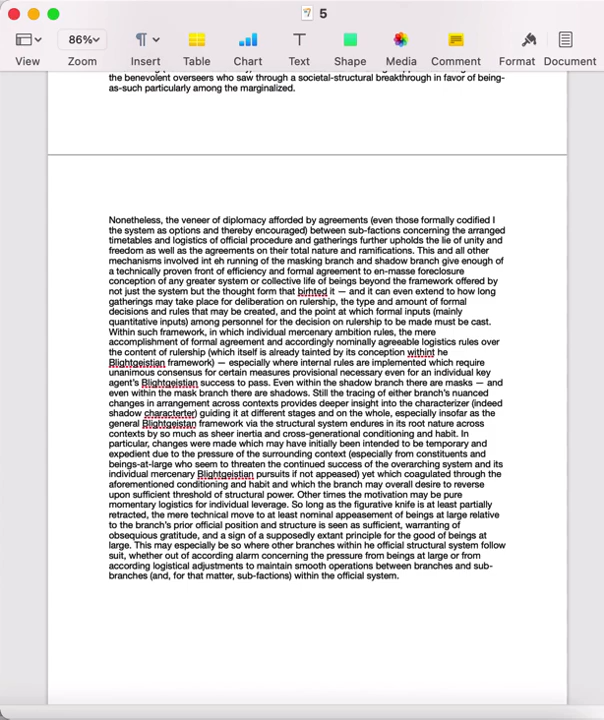 5
86%
View
Zoom
Insert
Table
Chart
Text
Shape
Media
Comment
Format
Document
the benevolent overseers who saw through a societal-structural breakthrough in favor of being-
as-such particularly among the marginalized.
Nonetheless, the veneer of diplomacy afforded by agreements (even those formally codified I
the system as options and thereby encouraged) between sub-factions concerning the arranged
timetables and logistics of official procedure and gatherings further upholds the lie of unity and
freedom as well as the agreements on their total nature and ramifications. This and all other
mechanisms involved int eh running of the masking branch and shadow branch give enough of
a technically proven front of efficiency and formal agreement to en-masse foreclosure
conception of any greater system or collective life of beings beyond the framework offered by
not just the system but the thought form that birhted it — and it can even extend to how long
gatherings may take place for deliberation on rulership, the type and amount of formal
decisions and rules that may be created, and the point at which formal inputs (mainly
quantitative inputs) among personnel for the decision on rulership to be made must be cast.
Within such framework, in which individual mercenary ambition rules, the mere
accomplishment of formal agreement and accordingly nominally agreeable logistics rules over
the content of rulership (which itself is already tainted by its conception withint he
Blightgeistian framework) — especially where internal rules are implemented which require
unanimous consensus for certain measures provisional necessary even for an individual key
agent's Blightgeistian success to pass. Even within the shadow branch there are masks — and
even within the mask branch there are shadows. Still the tracing of either branch's nuanced
changes in arrangement across contexts provides deeper insight into the characterizer (indeed
shadow characterter) guiding it at different stages and on the whole, especially insofar as the
general Blightgeistan framework via the structural system endures in its root nature across
contexts by so much as sheer inertia and cross-generational conditioning and habit. In
particular, changes were made which may have initially been intended to be temporary and
expedient due to the pressure of the surrounding context (especially from constituents and
beings-at-large who seem to threaten the continued success of the overarching system and its
individual mercenary Blightgeistian pursuits if not appeased) yet which coagulated through the
aforementioned conditioning and habit and which the branch may overall desire to reverse
upon sufficient threshold of structural power. Other times the motivation may be pure
momentary logistics for individual leverage. So long as the figurative knife is at least partially
retracted, the mere technical move to at least nominal appeasement of beings at large relative
to the branch's prior official position and structure is seen as sufficient, warranting of
obsequious gratitude, and a sign of a supposedly extant principle for the good of beings at
large. This may especially be so where other branches within he official structural system follow
suit, whether out of according alarm concerning the pressure from beings at large or from
according logistical adjustments to maintain smooth operations between branches and sub-
branches (and, for that matter, sub-factions) within the official system.